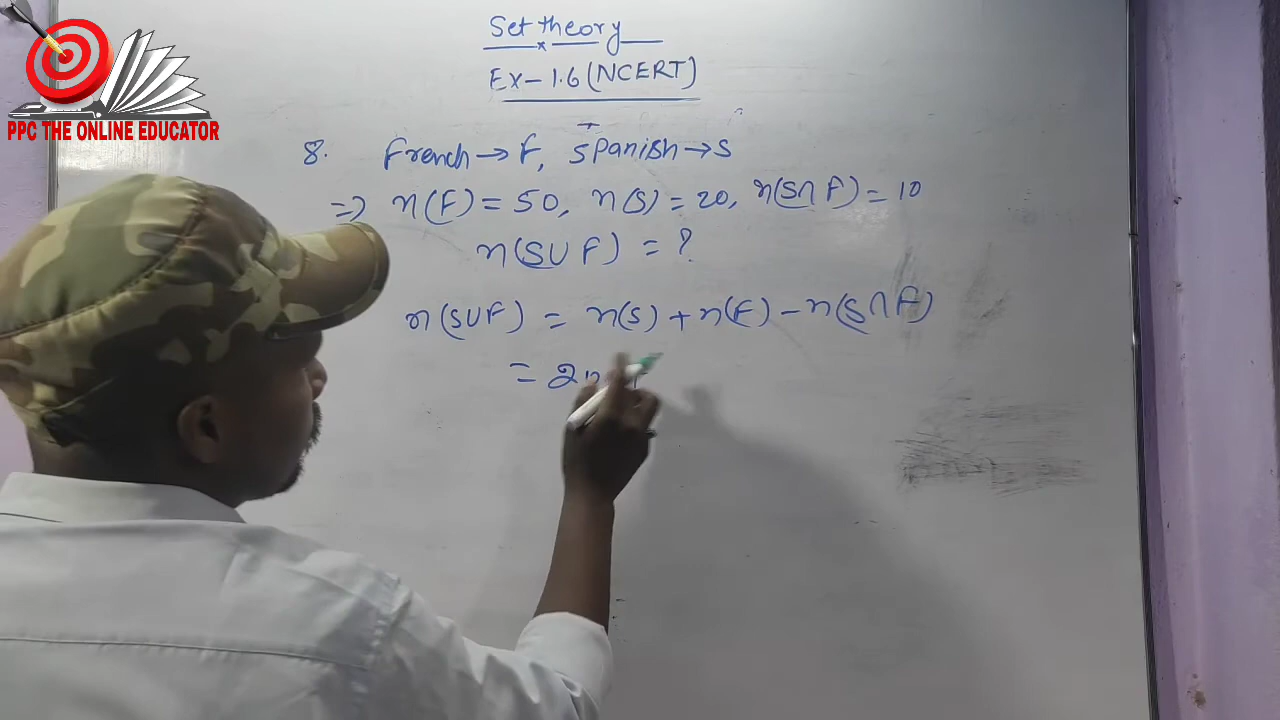 PPC THE ONLINE EDUCATOR
Set theory
Ex-1.6 (NCERT)
8. French → F, Spanish → S
⇒ n(F) = 50, n(S) = 20, n(S∩F) = 10
n(S∪F) = ?
n(S∪F) = n(S) + n(F) - n(S∩F)
= 20